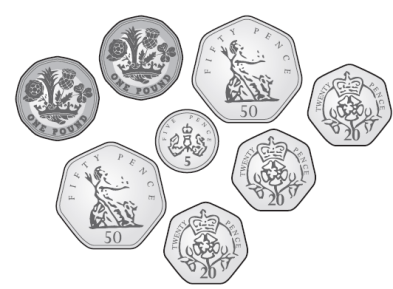 ONE POUND
ONE POUND
FIFTY PENCE
50
TWENTY PENCE
20
FIVE PENCE
5
TWENTY PENCE
20
FIFTY PENCE
50
TWENTY PENCE
20